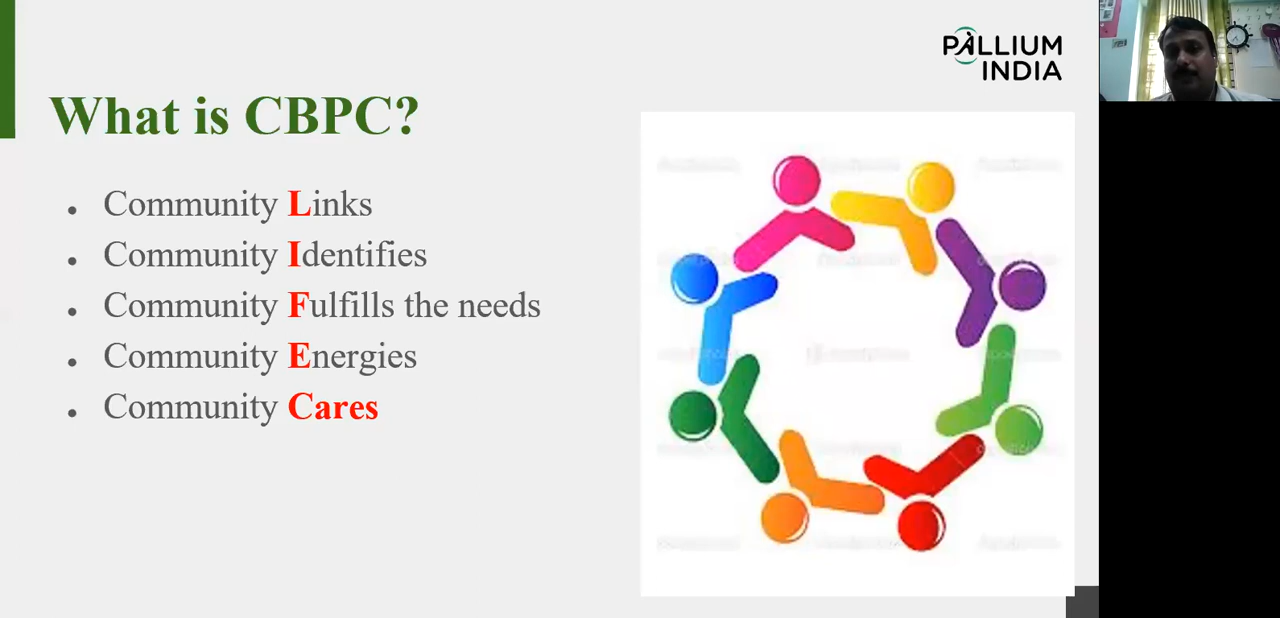 PALLIUM
INDIA
What is CBPC?
Community Links
Community Identifies
Community Fulfills the needs
Community Energies
Community Cares